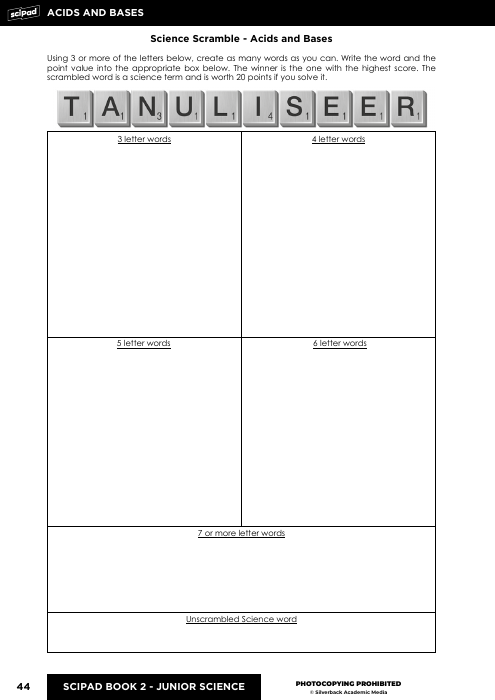 scipad ACIDS AND BASES
Science Scramble - Acids and Bases
Using 3 or more of the letters below, create as many words as you can. Write the word and the
point value into the appropriate box below. The winner is the one with the highest score. The
scrambled word is a science term and is worth 20 points if you solve it.
T1 A1 N3 U1 L1 I4 S1 E1 E1 R1
3 letter words
4 letter words
5 letter words
6 letter words
7 or more letter words
Unscrambled Science word
44 SCIPAD BOOK 2 - JUNIOR SCIENCE
PHOTOCOPYING PROHIBITED
© Silverback Academic Media